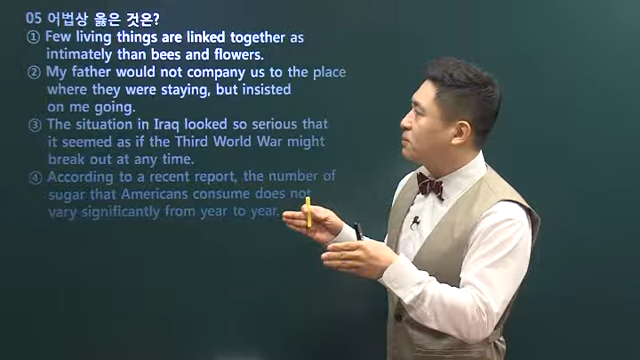 05 어법상 옳은 것은?
① Few living things are linked together as
intimately than bees and flowers.
② My father would not company us to the place
where they were staying, but insisted
on me going.
③ The situation in Iraq looked so serious that
it seemed as if the Third World War might
break out at any time.
④ According to a recent report, the number of
sugar that Americans consume does not
vary significantly from year to year.